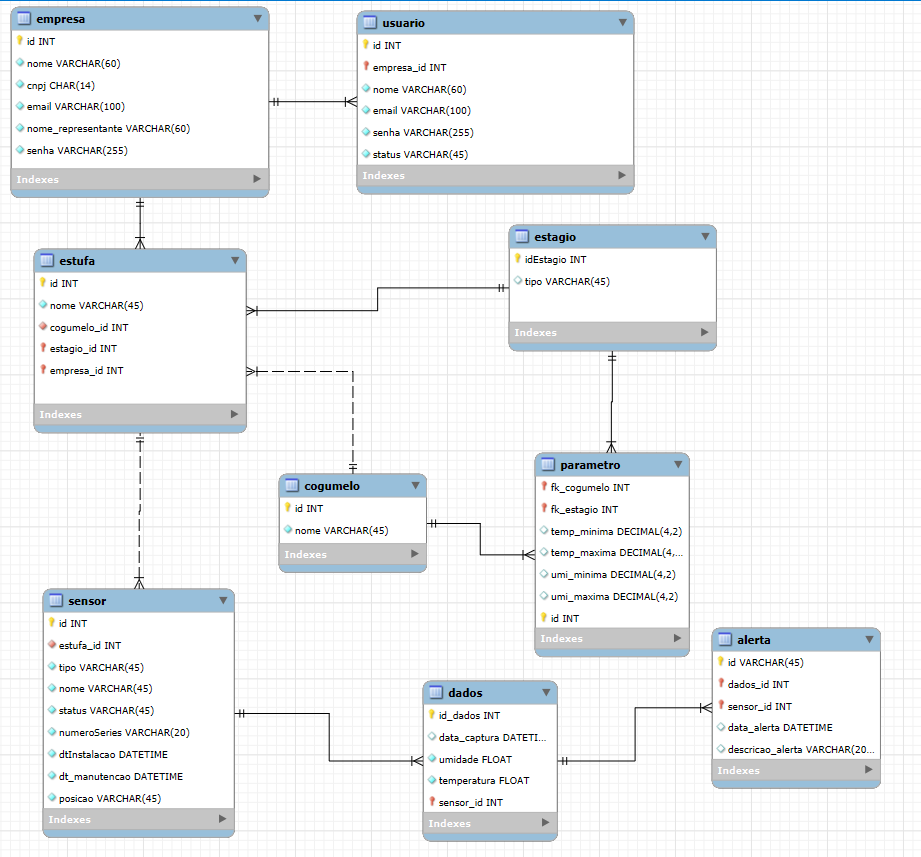 empresa
id INT
nome VARCHAR(60)
cnpj CHAR(14)
email VARCHAR(100)
nome_representante VARCHAR(60)
senha VARCHAR(255)
Indexes
usuario
id INT
empresa_id INT
nome VARCHAR(60)
email VARCHAR(100)
senha VARCHAR(255)
status VARCHAR(45)
Indexes
estufa
id INT
nome VARCHAR(45)
cogumelo_id INT
estagio_id INT
empresa_id INT
Indexes
estagio
idEstagio INT
tipo VARCHAR(45)
Indexes
cogumelo
id INT
nome VARCHAR(45)
Indexes
parametro
fk_cogumelo INT
fk_estagio INT
temp_minima DECIMAL(4,2)
temp_maxima DECIMAL(4,...
umi_minima DECIMAL(4,2)
umi_maxima DECIMAL(4,2)
id INT
Indexes
sensor
id INT
estufa_id INT
tipo VARCHAR(45)
nome VARCHAR(45)
status VARCHAR(45)
numeroSeries VARCHAR(20)
dtInstalacao DATETIME
dt_manutencao DATETIME
posicao VARCHAR(45)
Indexes
dados
id_dados INT
data_captura DATETI...
umidade FLOAT
temperatura FLOAT
sensor_id INT
Indexes
alerta
id VARCHAR(45)
dados_id INT
sensor_id INT
data_alerta DATETIME
descricao_alerta VARCHAR(20...
Indexes